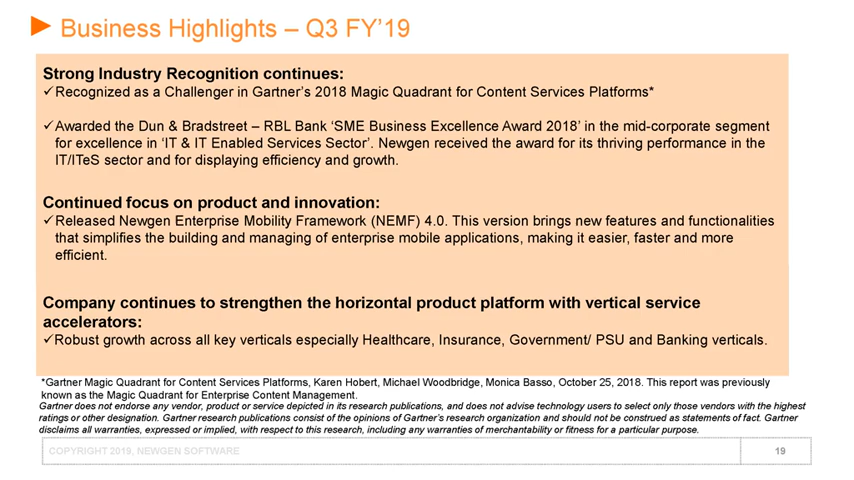 Business Highlights – Q3 FY’19
Strong Industry Recognition continues:
✓Recognized as a Challenger in Gartner’s 2018 Magic Quadrant for Content Services Platforms*
✓Awarded the Dun & Bradstreet – RBL Bank ‘SME Business Excellence Award 2018’ in the mid-corporate segment
for excellence in ‘IT & IT Enabled Services Sector’. Newgen received the award for its thriving performance in the
IT/ITeS sector and for displaying efficiency and growth.
Continued focus on product and innovation:
✓Released Newgen Enterprise Mobility Framework (NEMF) 4.0. This version brings new features and functionalities
that simplifies the building and managing of enterprise mobile applications, making it easier, faster and more
efficient.
Company continues to strengthen the horizontal product platform with vertical service
accelerators:
✓Robust growth across all key verticals especially Healthcare, Insurance, Government/ PSU and Banking verticals.
*Gartner Magic Quadrant for Content Services Platforms, Karen Hobert, Michael Woodbridge, Monica Basso, October 25, 2018. This report was previously
known as the Magic Quadrant for Enterprise Content Management.
Gartner does not endorse any vendor, product or service depicted in its research publications, and does not advise technology users to select only those vendors with the highest
ratings or other designation. Gartner research publications consist of the opinions of Gartner’s research organization and should not be construed as statements of fact. Gartner
disclaims all warranties, expressed or implied, with respect to this research, including any warranties of merchantability or fitness for a particular purpose.
COPYRIGHT 2019, NEWGEN SOFTWARE
19